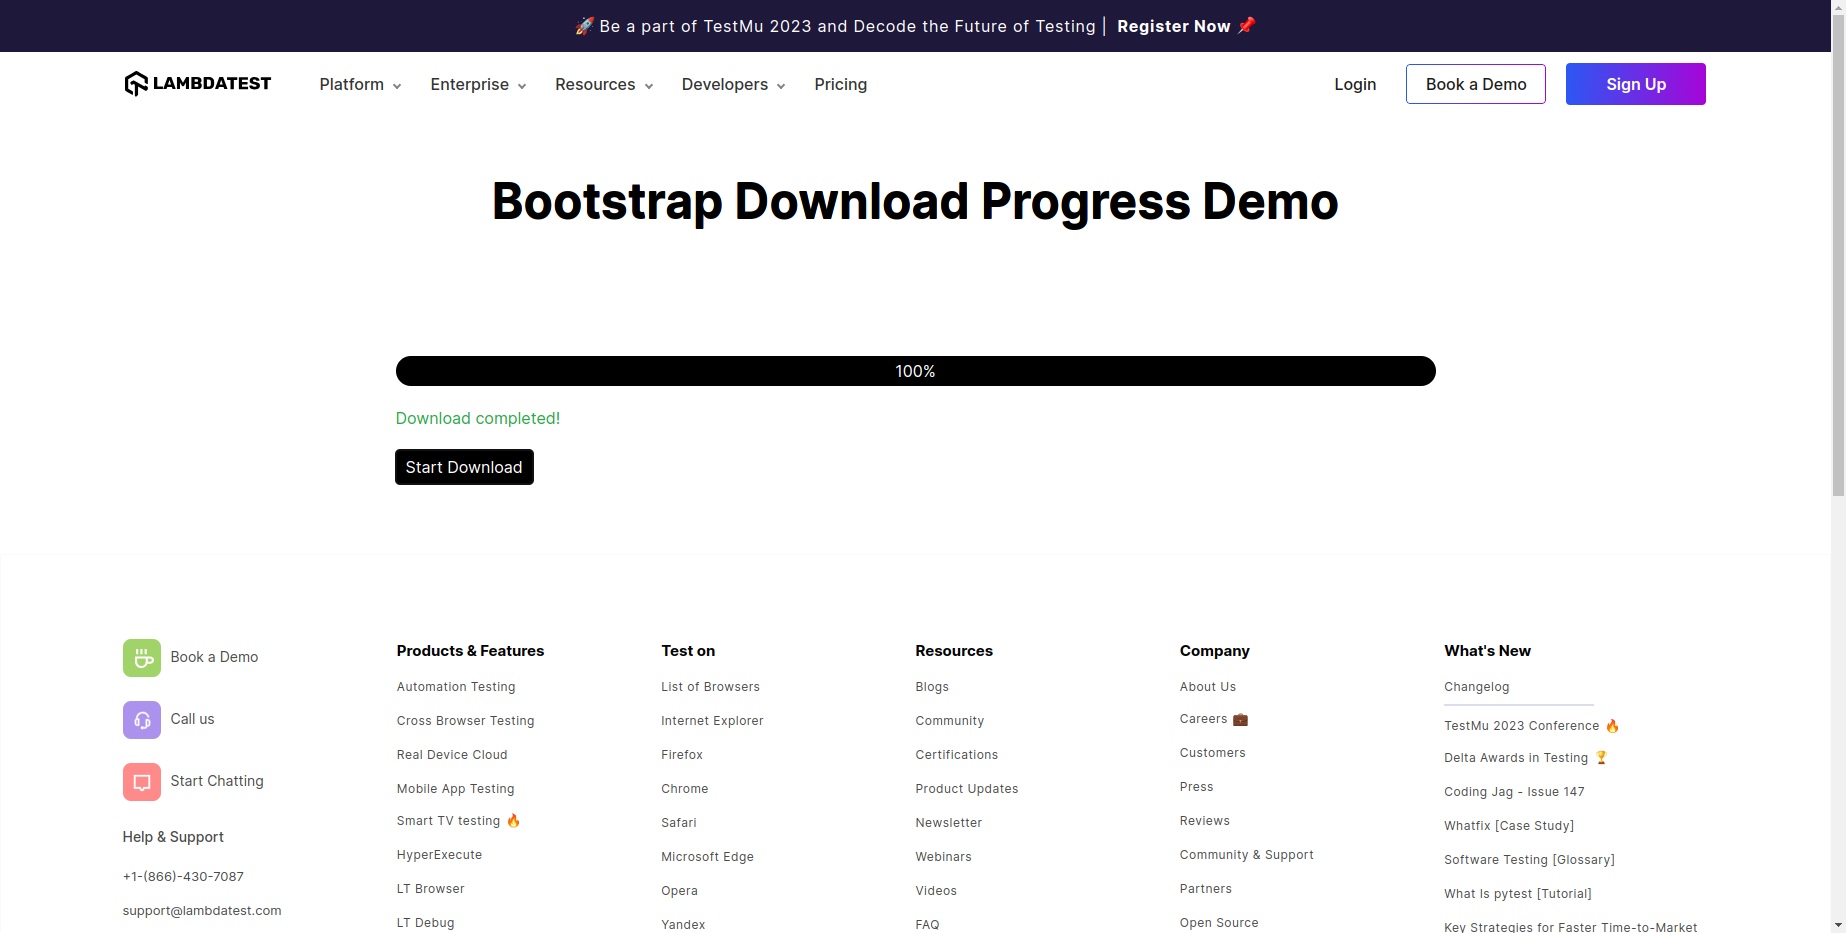 🚀 Be a part of TestMu 2023 and Decode the Future of Testing | Register Now 📌
LAMBDATEST Platform Enterprise Resources Developers Pricing Login Book a Demo Sign Up
Bootstrap Download Progress Demo
100%
Download completed!
Start Download
Book a Demo
Call us
Start Chatting
Help & Support
+1-(866)-430-7087
support@lambdatest.com
Products & Features
Automation Testing
Cross Browser Testing
Real Device Cloud
Mobile App Testing
Smart TV testing 🔥
HyperExecute
LT Browser
LT Debug
Test on
List of Browsers
Internet Explorer
Firefox
Chrome
Safari
Microsoft Edge
Opera
Yandex
Resources
Blogs
Community
Certifications
Product Updates
Newsletter
Webinars
Videos
FAQ
Company
About Us
Careers 💼
Customers
Press
Reviews
Community & Support
Partners
Open Source
What's New
Changelog
TestMu 2023 Conference 🔥
Delta Awards in Testing 🏆
Coding Jag - Issue 147
Whatfix [Case Study]
Software Testing [Glossary]
What Is pytest [Tutorial]
Key Strategies for Faster Time-to-Market